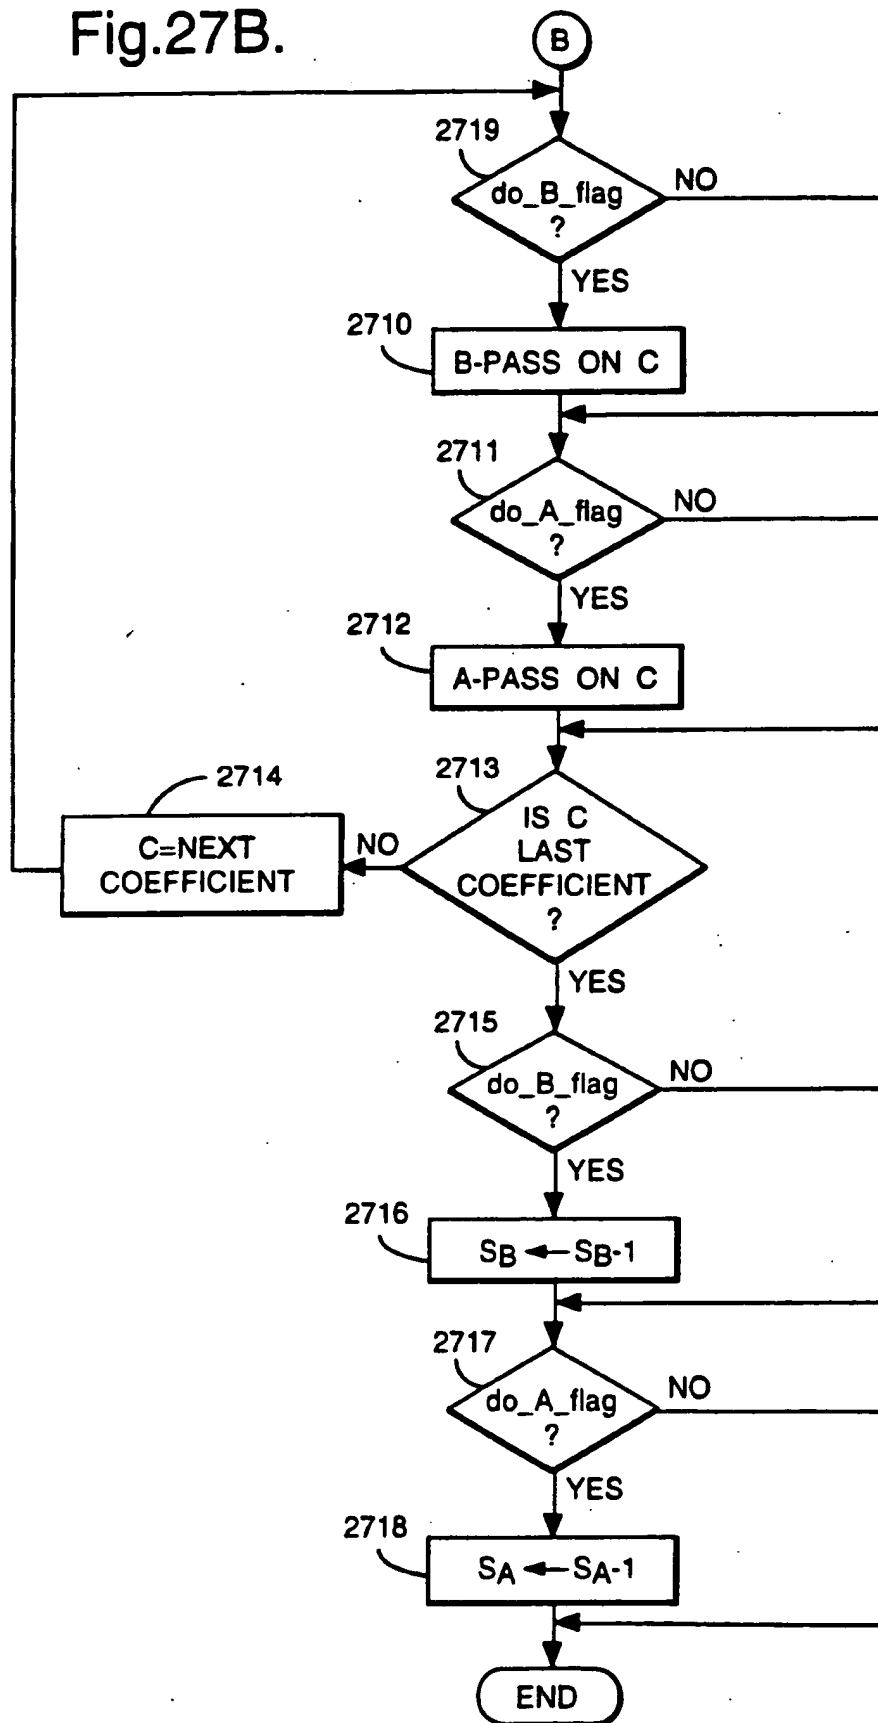 Fig.27B.
B
2719
do_B_flag
?
NO
YES
2710
B-PASS ON C
2711
do_A_flag
?
NO
YES
2712
A-PASS ON C
2713
IS C
LAST
COEFFICIENT
?
NO
2714
C=NEXT
COEFFICIENT
YES
2715
do_B_flag
?
NO
YES
2716
SB ← SB-1
2717
do_A_flag
?
NO
YES
2718
SA ← SA-1
END